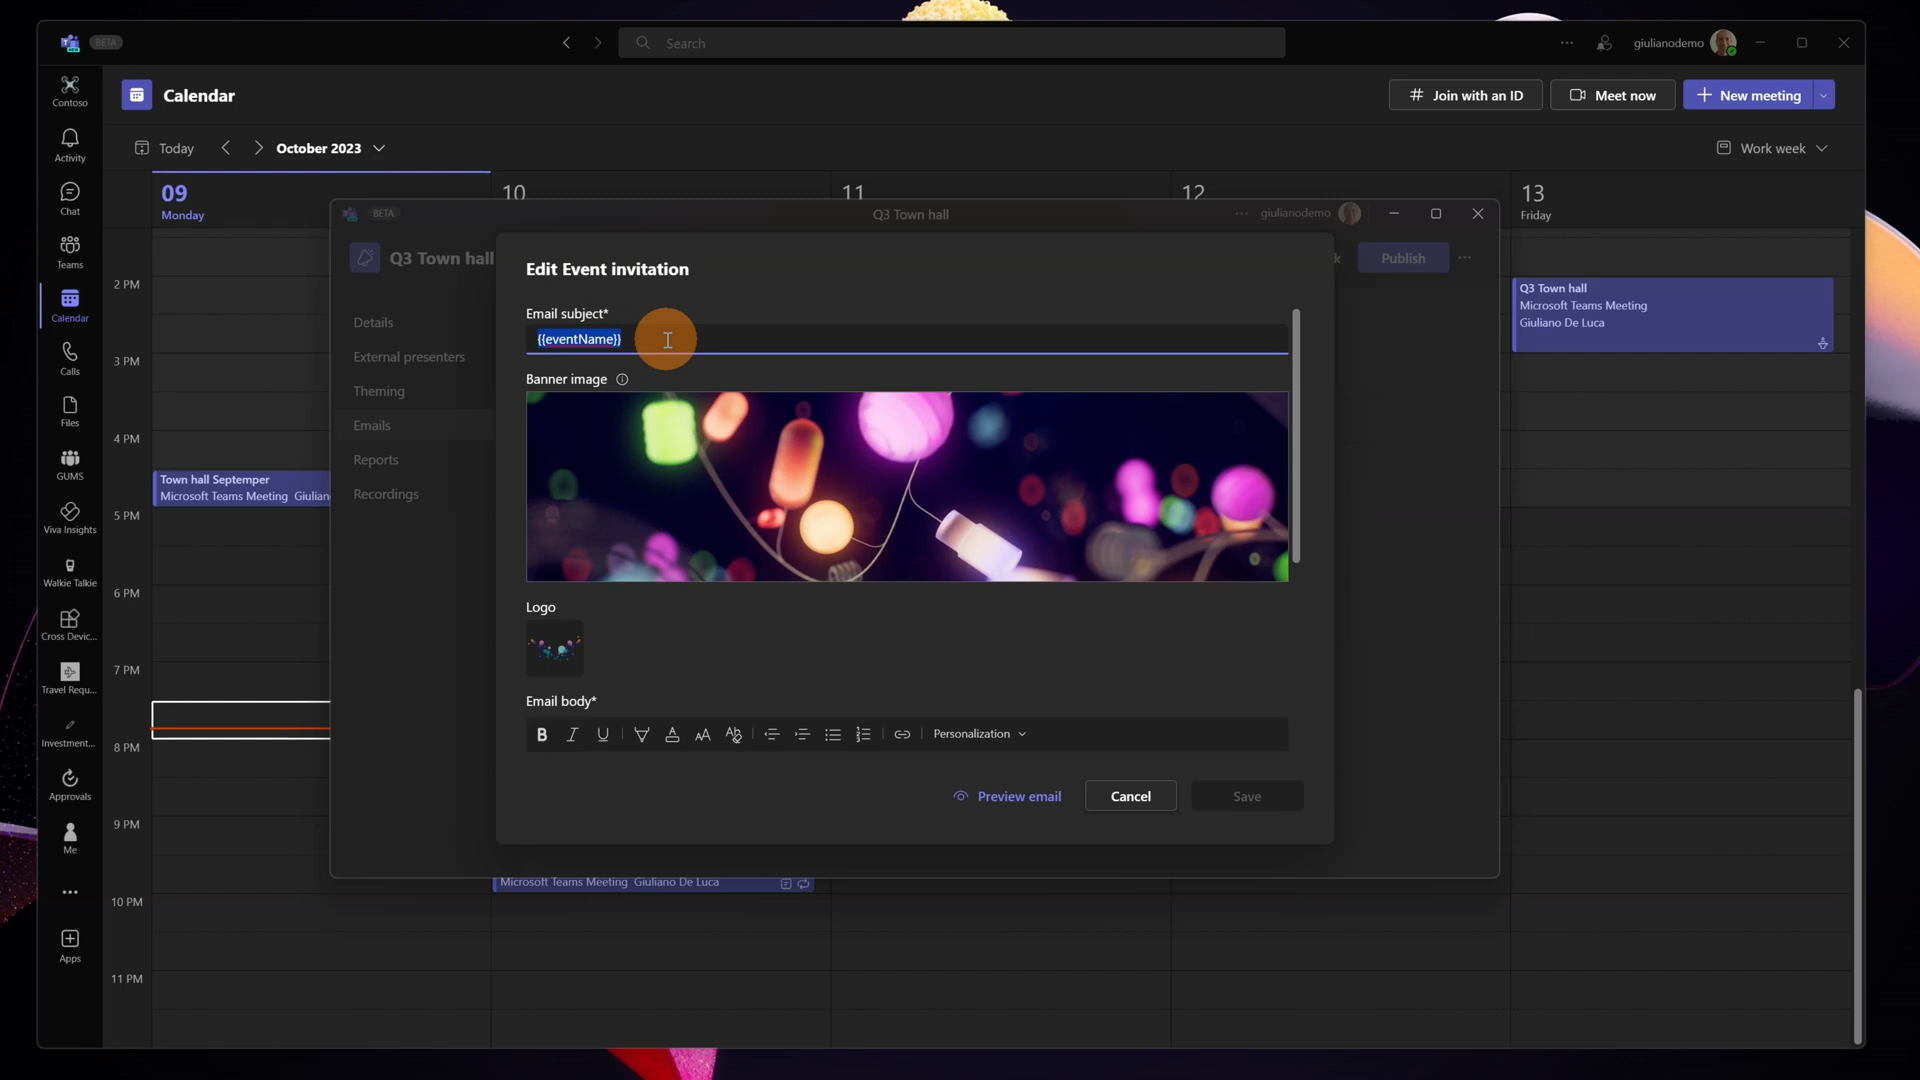 BETA
Search
giulianodemo
Calendar
# Join with an ID
Meet now
New meeting
Today
October 2023
Work week
Contoso
Activity
Chat
Teams
Calendar
Calls
Files
GUMS
Viva Insights
Walkie Talkie
Cross Devic...
Travel Requ...
Investment...
Approvals
Me
Apps
09
Monday
10
11
12
13
Friday
2 PM
3 PM
4 PM
5 PM
6 PM
7 PM
8 PM
9 PM
10 PM
11 PM
Town hall Septemper
Microsoft Teams Meeting Giulian
Q3 Town hall
Microsoft Teams Meeting
Giuliano De Luca
Microsoft Teams Meeting Giuliano De Luca
BETA
Q3 Town hall
giulianodemo
Q3 Town hall
k
Publish
Details
External presenters
Theming
Emails
Reports
Recordings
Edit Event invitation
Email subject*
{{eventName}}
Banner image
Logo
Email body*
B I U
Personalization
Preview email
Cancel
Save